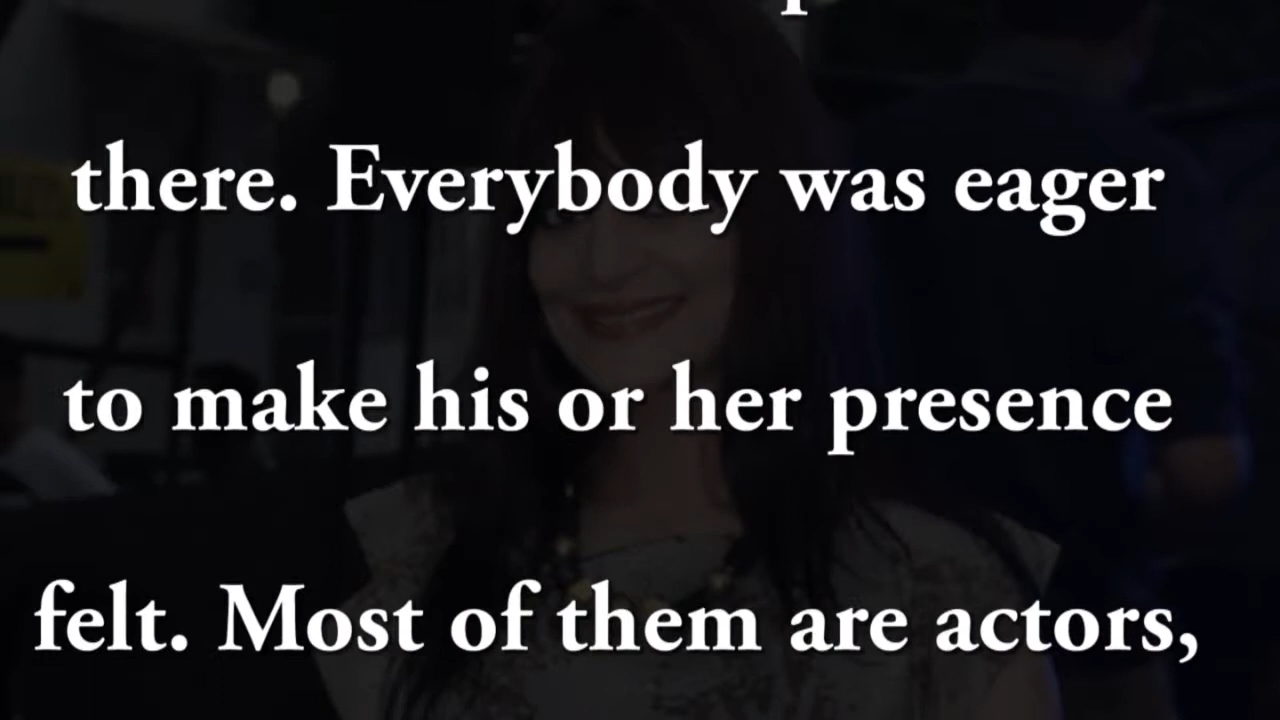 there. Everybody was eager
to make his or her presence
felt. Most of them are actors,